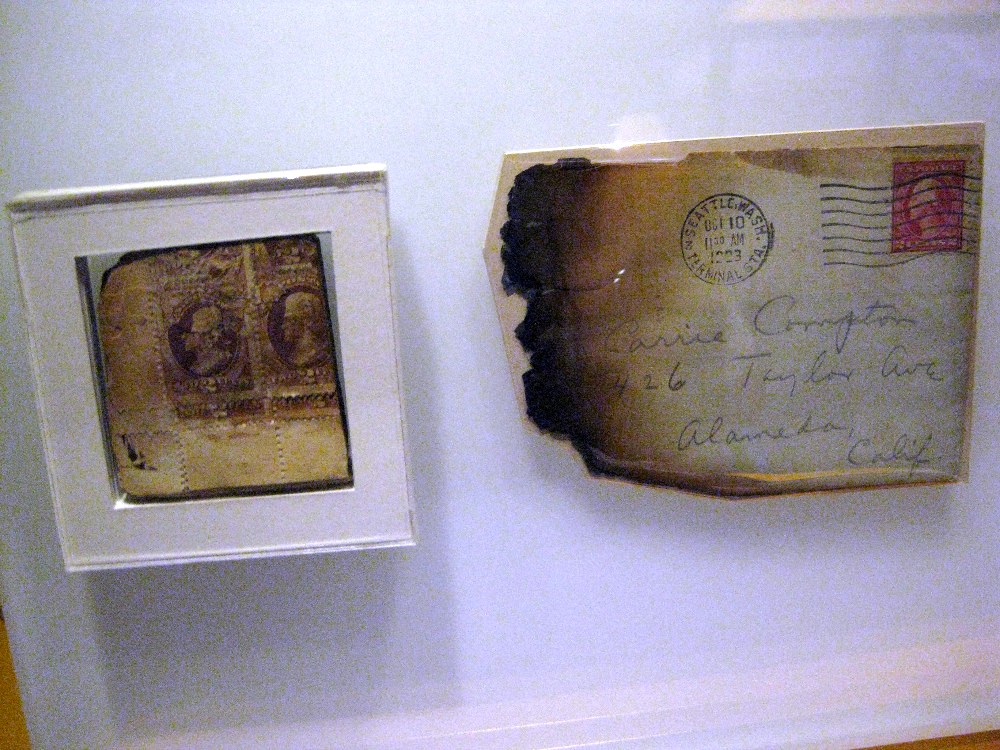 SEATTLE, WASH.
OCT 10
11 30 AM
1923
TERMINAL STA.
Carrie Compton
426 Taylor Ave
Alameda,
Calif.